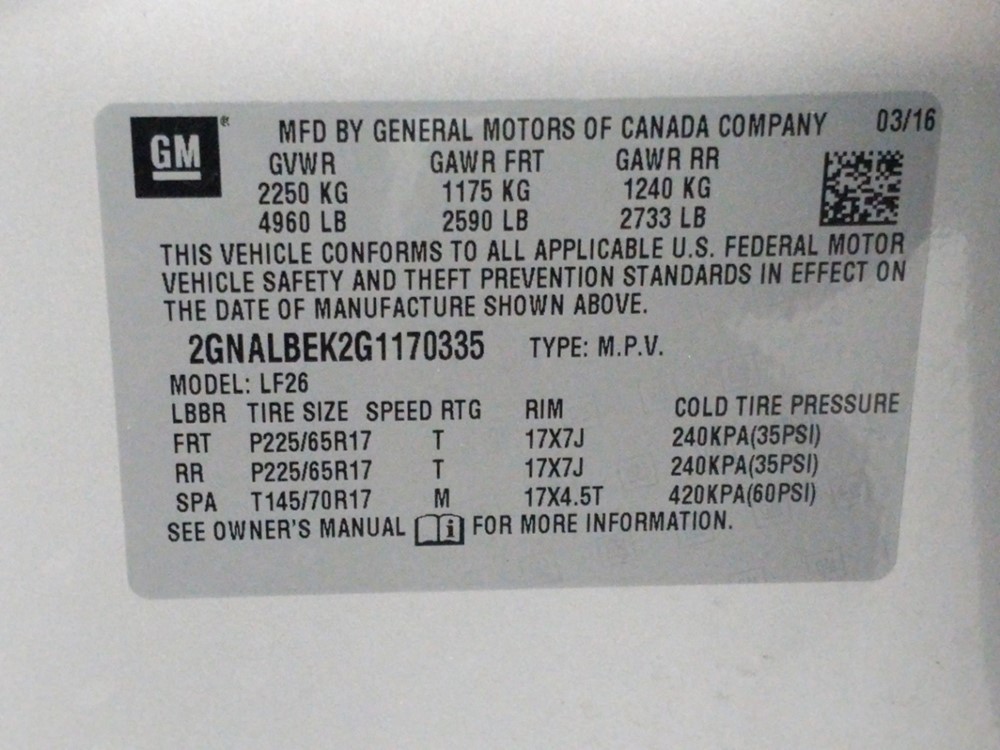 GM®
MFD BY GENERAL MOTORS OF CANADA COMPANY 03/16
GVWR GAWR FRT GAWR RR
2250 KG 1175 KG 1240 KG
4960 LB 2590 LB 2733 LB
THIS VEHICLE CONFORMS TO ALL APPLICABLE U.S. FEDERAL MOTOR
VEHICLE SAFETY AND THEFT PREVENTION STANDARDS IN EFFECT ON
THE DATE OF MANUFACTURE SHOWN ABOVE.
2GNALBEK2G1170335 TYPE: M.P.V.
MODEL: LF26
LBBR TIRE SIZE SPEED RTG RIM COLD TIRE PRESSURE
FRT P225/65R17 T 17X7J 240KPA(35PSI)
RR P225/65R17 T 17X7J 240KPA(35PSI)
SPA T145/70R17 M 17X4.5T 420KPA(60PSI)
SEE OWNER'S MANUAL i FOR MORE INFORMATION.